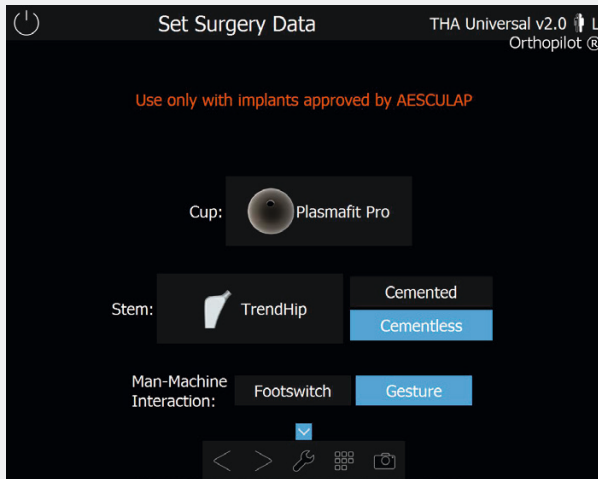 Set Surgery Data
THA Universal v2.0 L
Orthopilot ®
Use only with implants approved by AESCULAP
Cup: Plasmafit Pro
Stem: TrendHip
Cemented
Cementless
Man-Machine
Interaction: Footswitch Gesture